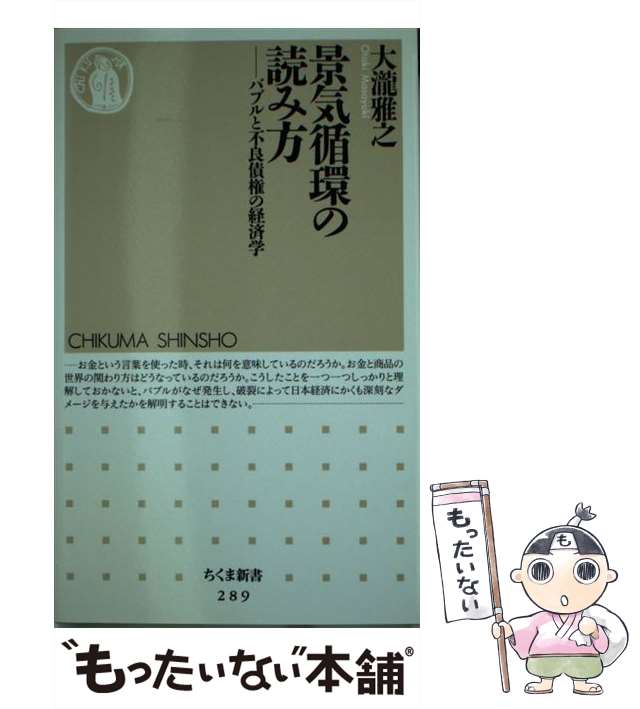 大瀧雅之
Otaki Masayuki
景気循環の
読み方
──バブルと不良債権の経済学
CHIKUMA SHINSHO
──お金という言葉を使った時、それは何を意味しているのだろうか。お金と商品の
世界の関わり方はどうなっているのだろうか。こうしたことを一つ一つしっかりと理
解しておかないと、バブルがなぜ発生し、破裂によって日本経済にかくも深刻なダ
メージを与えたかを解明することはできない。──
ちくま新書
289
“もったいない”本舗®
もったいない
も